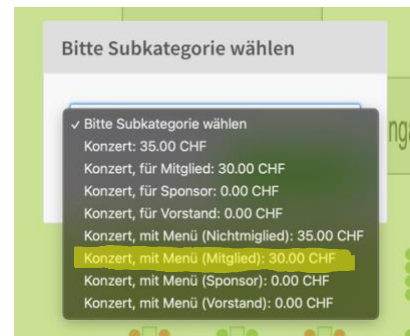 Bitte Subkategorie wählen
✓ Bitte Subkategorie wählen
Konzert: 35.00 CHF
Konzert, für Mitglied: 30.00 CHF
Konzert, für Sponsor: 0.00 CHF
Konzert, für Vorstand: 0.00 CHF
Konzert, mit Menü (Nichtmiglied): 35.00 CHF
Konzert, mit Menü (Mitglied): 30.00 CHF
Konzert, mit Menü (Sponsor): 0.00 CHF
Konzert, mit Menü (Vorstand): 0.00 CHF